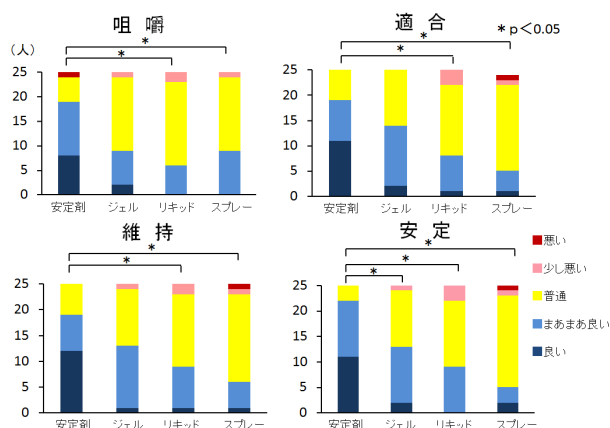 咀 嚼
適 合
(人)
* p<0.05
*
*
*
*
25
20
15
10
5
0
25
20
15
10
5
0
安定剤 ジェル リキッド スプレー
安定剤 ジェル リキッド スプレー
維 持
安 定
*
*
*
*
*
25
20
15
10
5
0
25
20
15
10
5
0
悪い
少し悪い
普通
まあまあ良い
良い
安定剤 ジェル リキッド スプレー
安定剤 ジェル リキッド スプレー